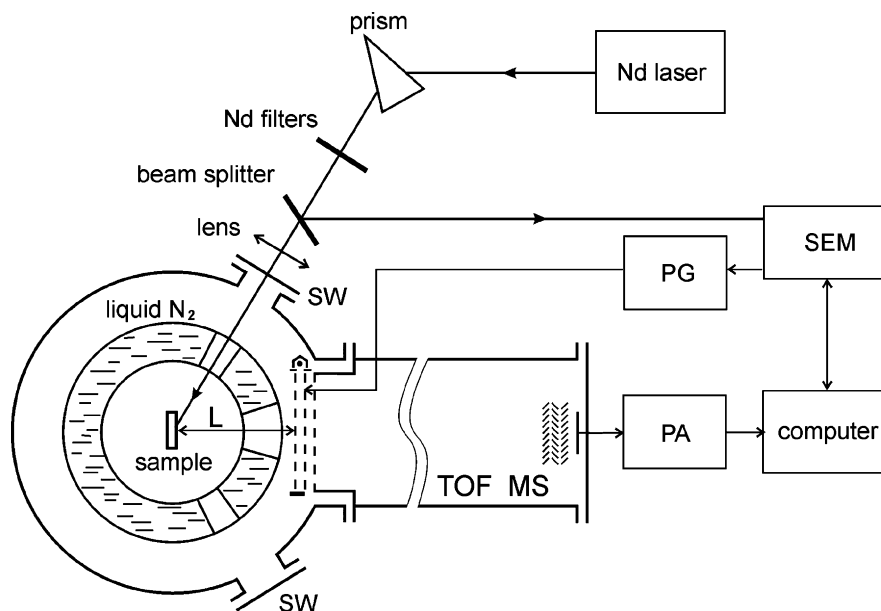 prism
Nd laser
Nd filters
beam splitter
lens
SEM
PG
SW
liquid N₂
L
sample
PA
computer
TOF MS
SW